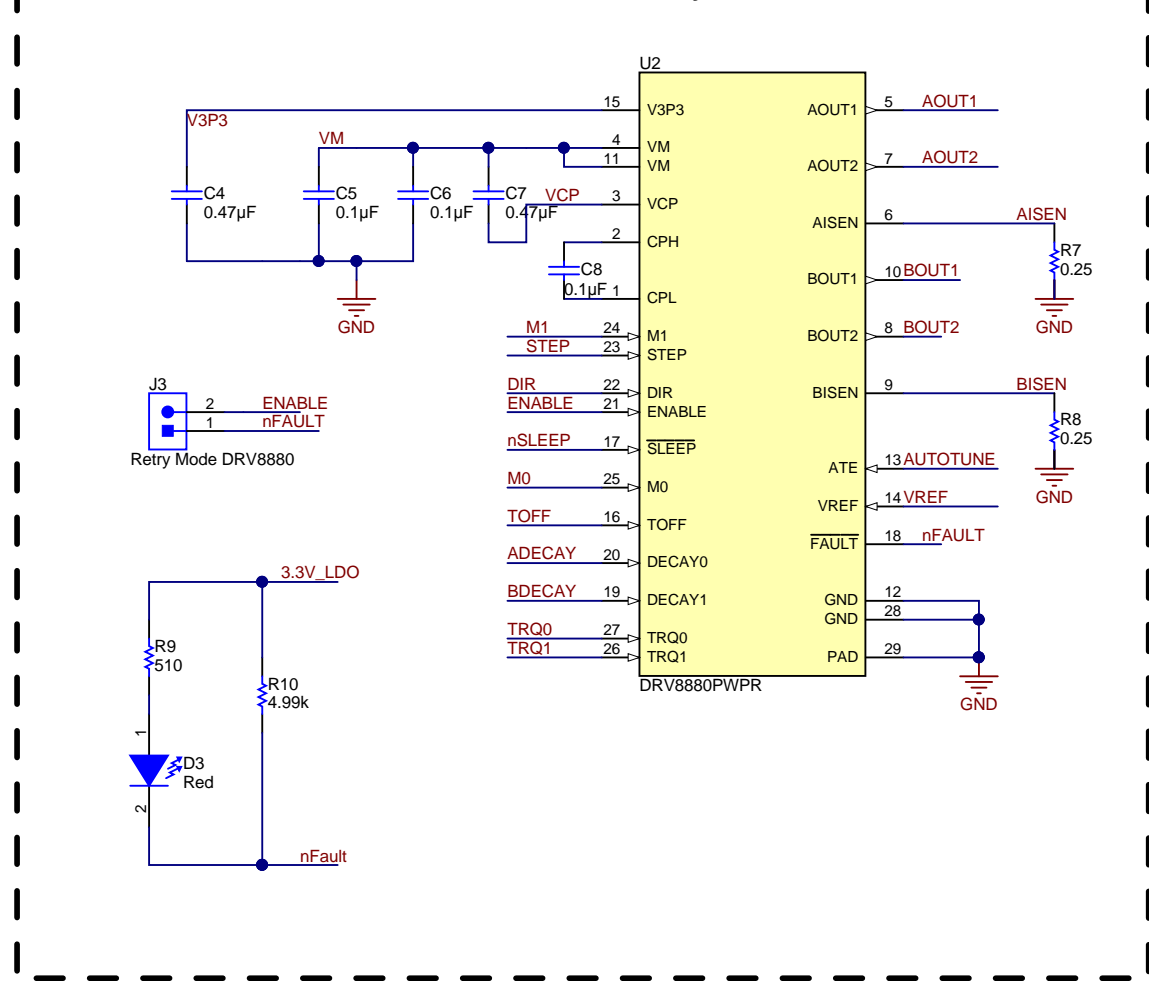 U2
15 V3P3
V3P3
VM
4 VM
11 VM
C4
0.47µF
C5
0.1µF
C6
0.1µF
C7
0.47µF
VCP
3 VCP
2 CPH
C8
0.1µF
1 CPL
GND
M1 24 M1
STEP 23 STEP
DIR 22 DIR
ENABLE 21 ENABLE
nSLEEP 17 SLEEP
M0 25 M0
TOFF 16 TOFF
ADECAY 20 DECAY0
BDECAY 19 DECAY1
TRQ0 27 TRQ0
TRQ1 26 TRQ1
DRV8880PWPR
AOUT1 5 AOUT1
AOUT2 7 AOUT2
AISEN 6 AISEN
R7
0.25
GND
BOUT1 10 BOUT1
BOUT2 8 BOUT2
BISEN 9 BISEN
R8
0.25
GND
ATE 13 AUTOTUNE
VREF 14 VREF
FAULT 18 nFAULT
GND 12
GND 28
PAD 29
GND
J3
2 ENABLE
1 nFAULT
Retry Mode DRV8880
3.3V_LDO
R9
510
R10
4.99k
1
D3
Red
2
nFault